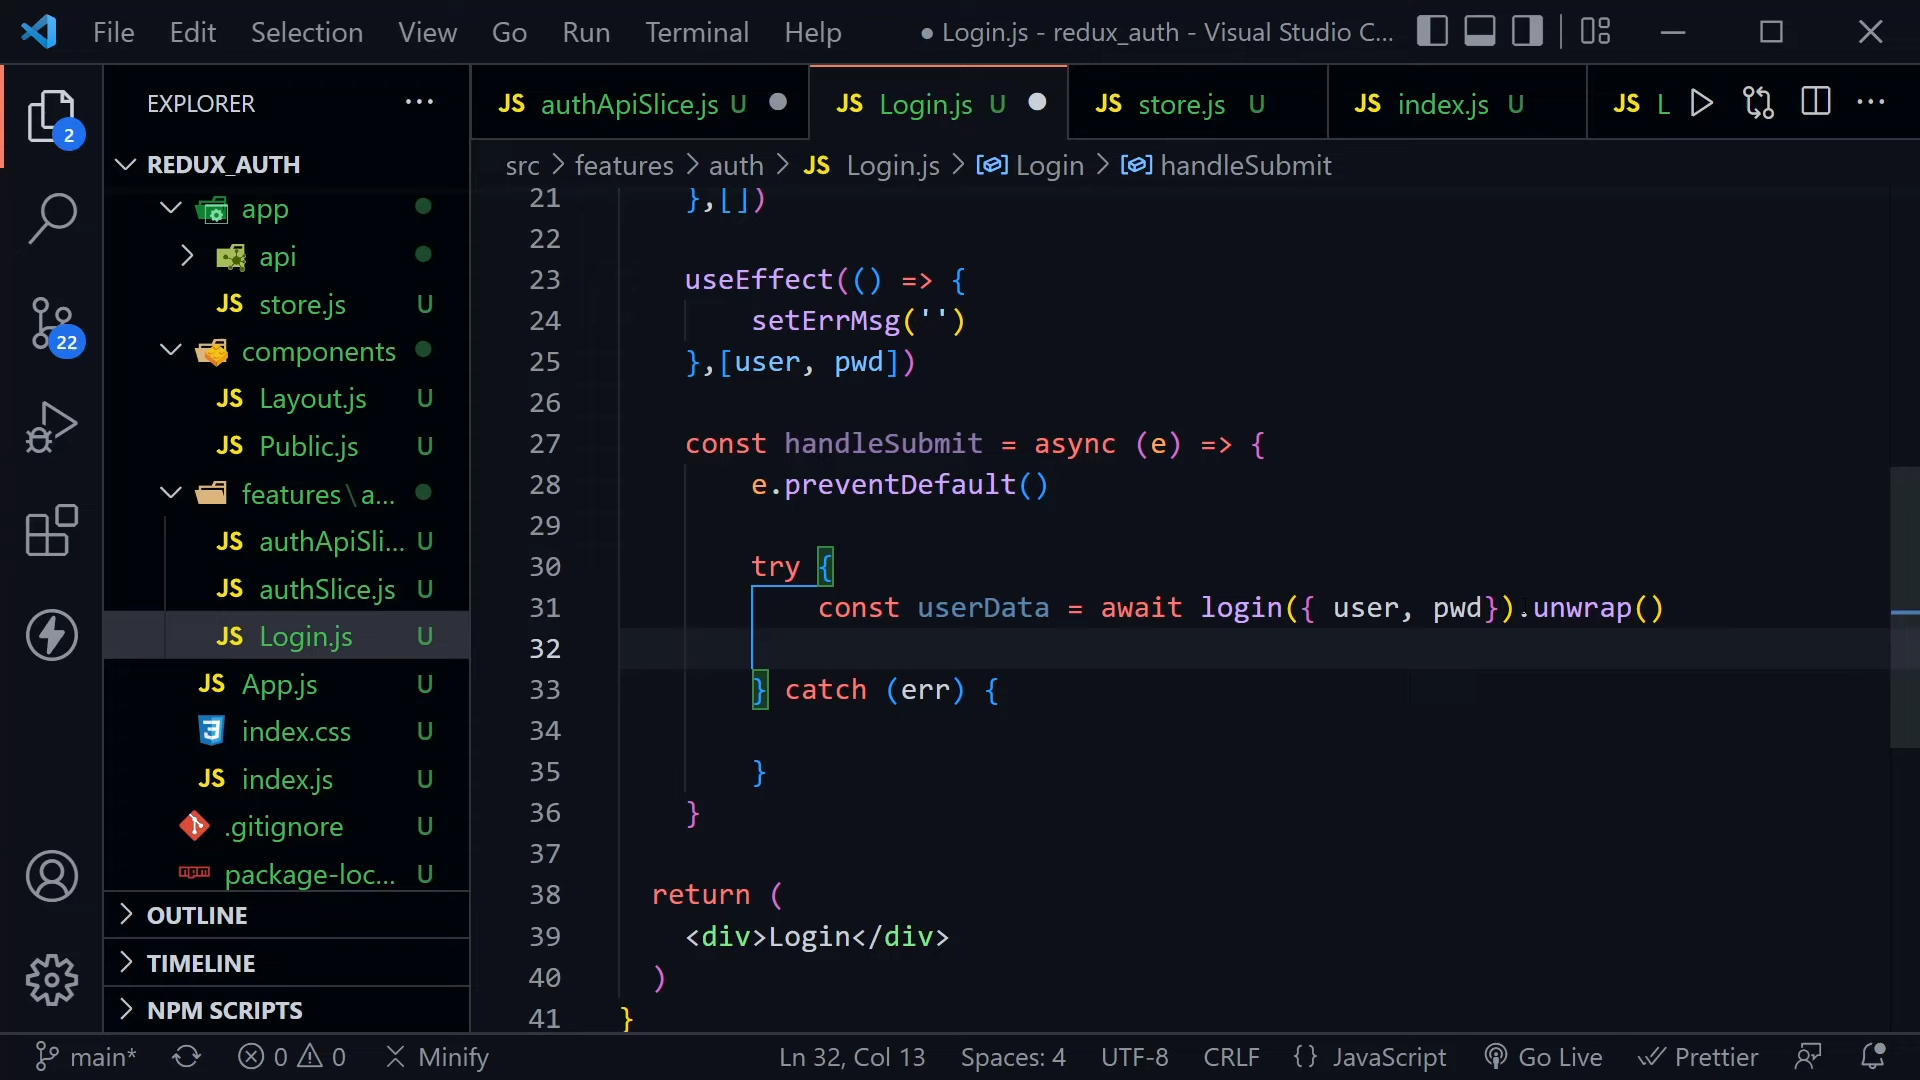 File Edit Selection View Go Run Terminal Help ● Login.js - redux_auth - Visual Studio C...
EXPLORER ...
JS authApiSlice.js U
JS Login.js U
JS store.js U
JS index.js U
JS L
2
22
REDUX_AUTH
app
api
JS store.js U
components
JS Layout.js U
JS Public.js U
features\a...
JS authApiSli... U
JS authSlice.js U
JS Login.js U
JS App.js U
index.css U
JS index.js U
.gitignore U
package-loc... U
OUTLINE
TIMELINE
NPM SCRIPTS
src > features > auth > JS Login.js > Login > handleSubmit
21 },[])
22
23 useEffect(() => {
24 setErrMsg('')
25 },[user, pwd])
26
27 const handleSubmit = async (e) => {
28 e.preventDefault()
29
30 try {
31 const userData = await login({ user, pwd}).unwrap()
32
33 } catch (err) {
34
35 }
36 }
37
38 return (
39 <div>Login</div>
40 )
41 }
main* 0 0 Minify Ln 32, Col 13 Spaces: 4 UTF-8 CRLF {} JavaScript Go Live Prettier